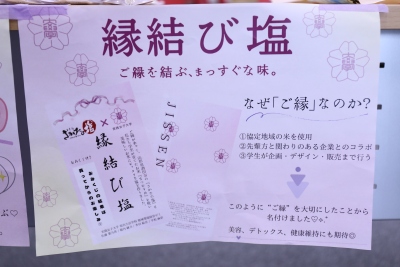 縁結び塩
ご縁を結ぶ、まっすぐな味。
×
縁結び塩
JISSEN
なぜ「ご縁」なのか?
①協定地域の米を使用
②先輩方と関わりのある企業とのコラボ
③学生が企画・デザイン・販売まで行う
このように“ご縁”を大切にしたことから
名付けました♡⟡.˚
美容、デトックス、健康維持にも期待◎